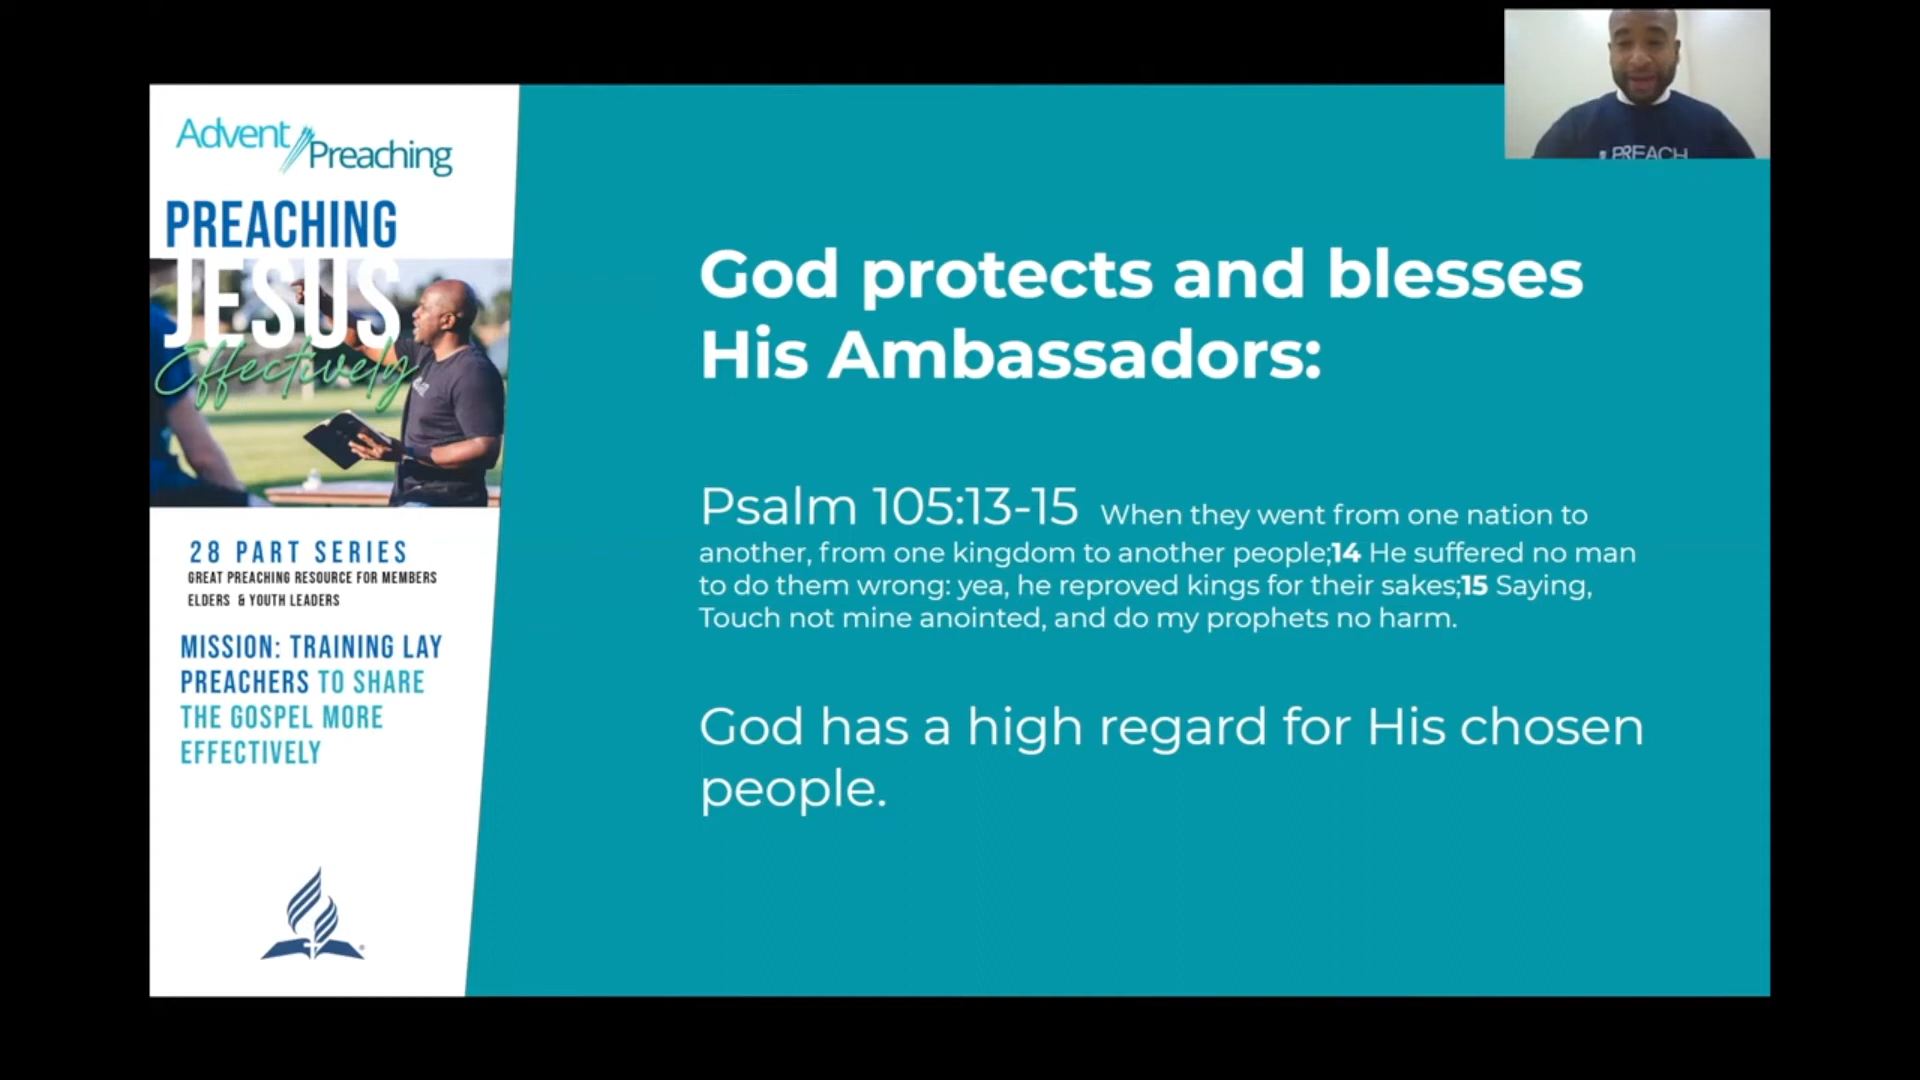 Advent Preaching
PREACHING
JESUS
Effectively
28 PART SERIES
GREAT PREACHING RESOURCE FOR MEMBERS
ELDERS & YOUTH LEADERS
MISSION: TRAINING LAY
PREACHERS TO SHARE
THE GOSPEL MORE
EFFECTIVELY
PREACH
God protects and blesses
His Ambassadors:
Psalm 105:13-15 When they went from one nation to
another, from one kingdom to another people;14 He suffered no man
to do them wrong: yea, he reproved kings for their sakes;15 Saying,
Touch not mine anointed, and do my prophets no harm.
God has a high regard for His chosen
people.